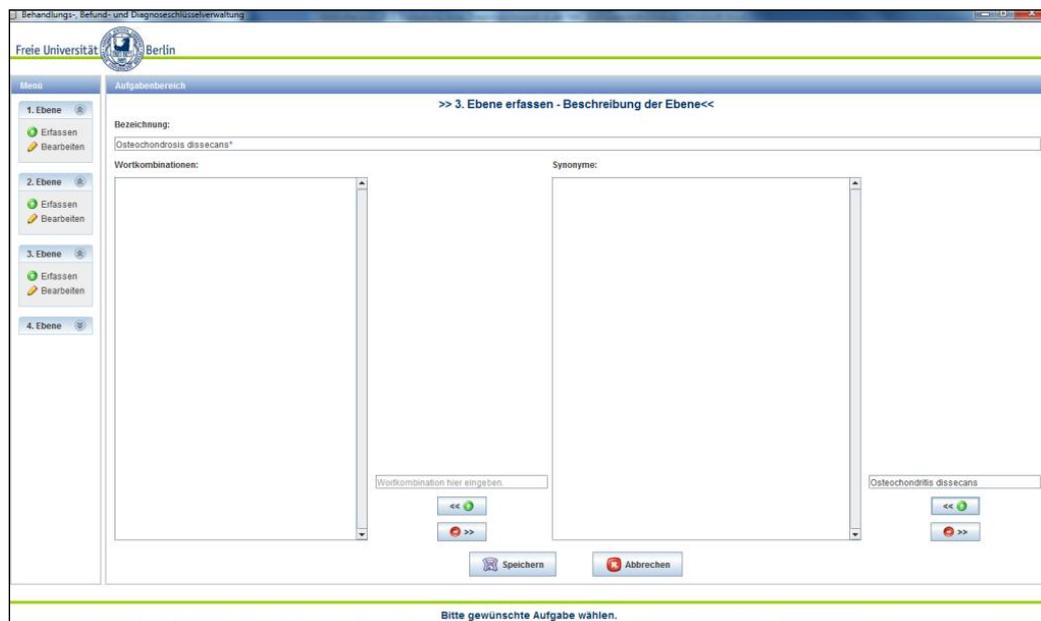 Behandlungs-, Befund- und Diagnoseschlüsselverwaltung
Freie Universität Berlin
Menü
Aufgabenbereich
1. Ebene
Erfassen
Bearbeiten
2. Ebene
Erfassen
Bearbeiten
3. Ebene
Erfassen
Bearbeiten
4. Ebene
>> 3. Ebene erfassen - Beschreibung der Ebene<<
Bezeichnung:
Osteochondrosis dissecans*
Wortkombinationen:
Synonyme:
Wortkombination hier eingeben.
Osteochondritis dissecans
<<
<<
>>
>>
Speichern
Abbrechen
Bitte gewünschte Aufgabe wählen.